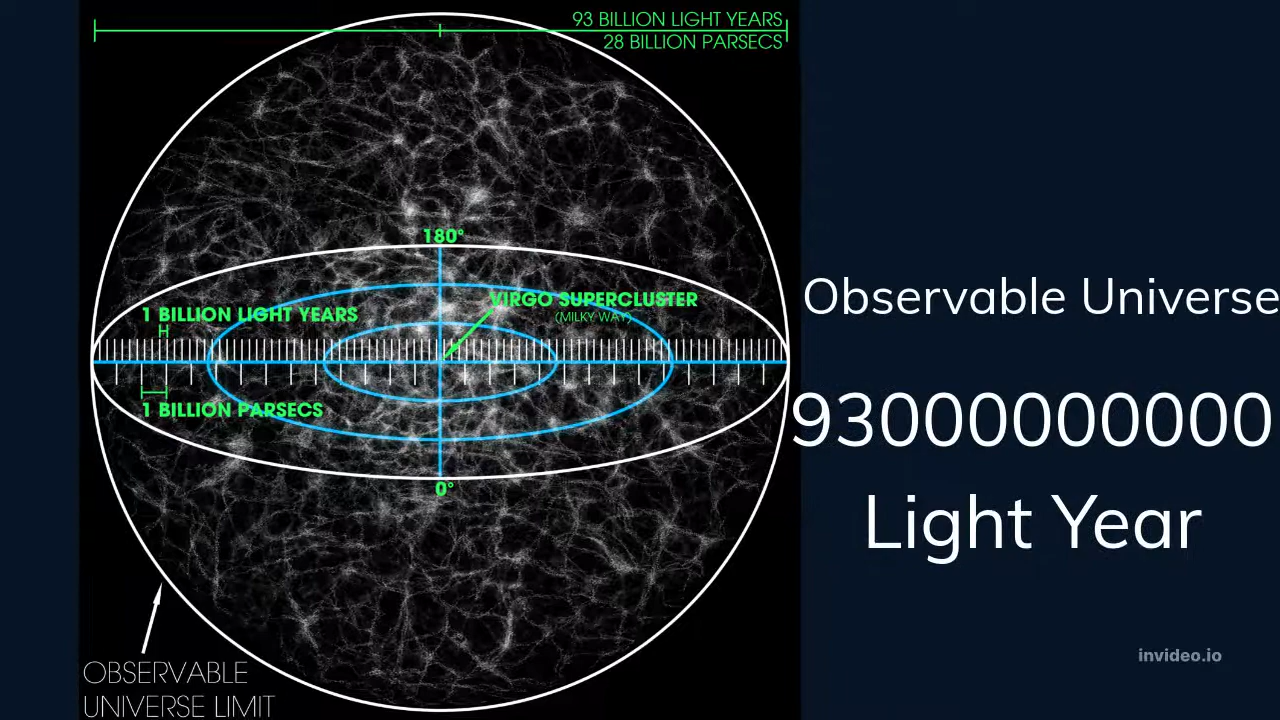 93 BILLION LIGHT YEARS
28 BILLION PARSECS
180°
VIRGO SUPERCLUSTER
(MILKY WAY)
1 BILLION LIGHT YEARS
1 BILLION PARSECS
0°
OBSERVABLE
UNIVERSE LIMIT
Observable Universe
93000000000
Light Year
invideo.io